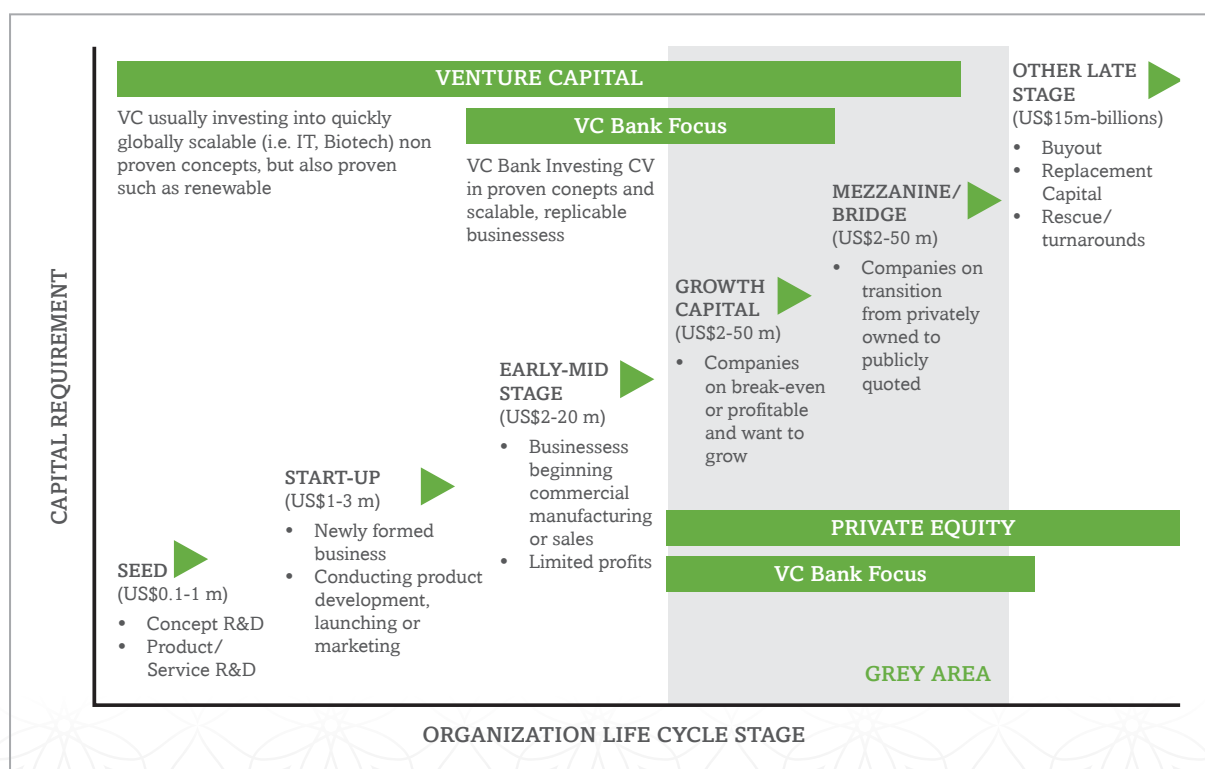 VENTURE CAPITAL
VC usually investing into quickly
globally scalable (i.e. IT, Biotech) non
proven concepts, but also proven
such as renewable
VC Bank Focus
VC Bank Investing CV
in proven conepts and
scalable, replicable
businessess
OTHER LATE
STAGE
(US$15m-billions)
• Buyout
• Replacement
Capital
• Rescue/
turnarounds
MEZZANINE/
BRIDGE
(US$2-50 m)
• Companies on
transition
from privately
owned to
publicly
quoted
GROWTH
CAPITAL
(US$2-50 m)
• Companies
on break-even
or profitable
and want to
grow
EARLY-MID
STAGE
(US$2-20 m)
• Businessess
beginning
commercial
manufacturing
or sales
• Limited profits
START-UP
(US$1-3 m)
• Newly formed
business
• Conducting product
development,
launching or
marketing
SEED
(US$0.1-1 m)
• Concept R&D
• Product/
Service R&D
PRIVATE EQUITY
VC Bank Focus
GREY AREA
CAPITAL REQUIREMENT
ORGANIZATION LIFE CYCLE STAGE